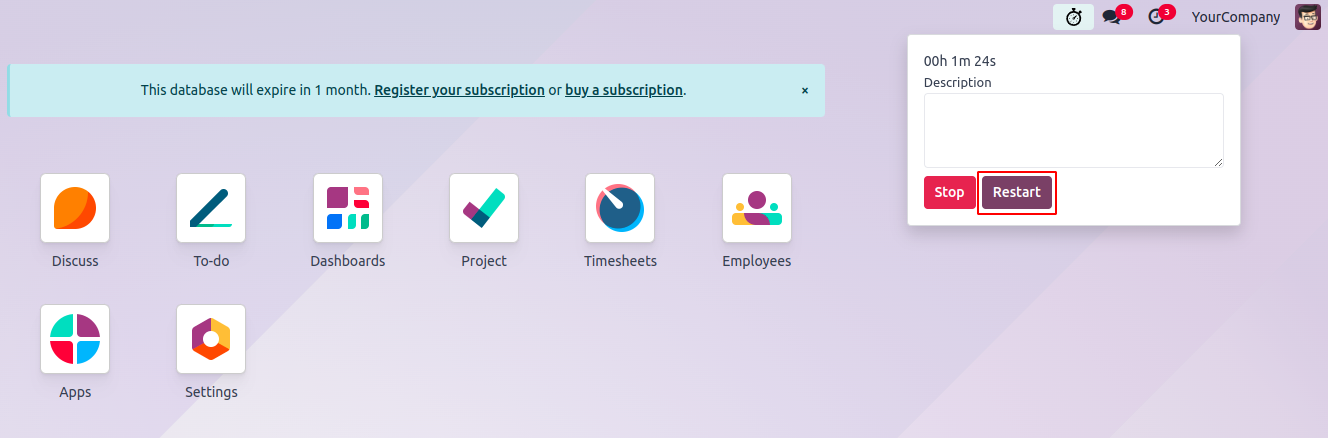 8
3
YourCompany
00h 1m 24s
Description
This database will expire in 1 month. Register your subscription or buy a subscription. ×
Stop Restart
Discuss To-do Dashboards Project Timesheets Employees
Apps Settings